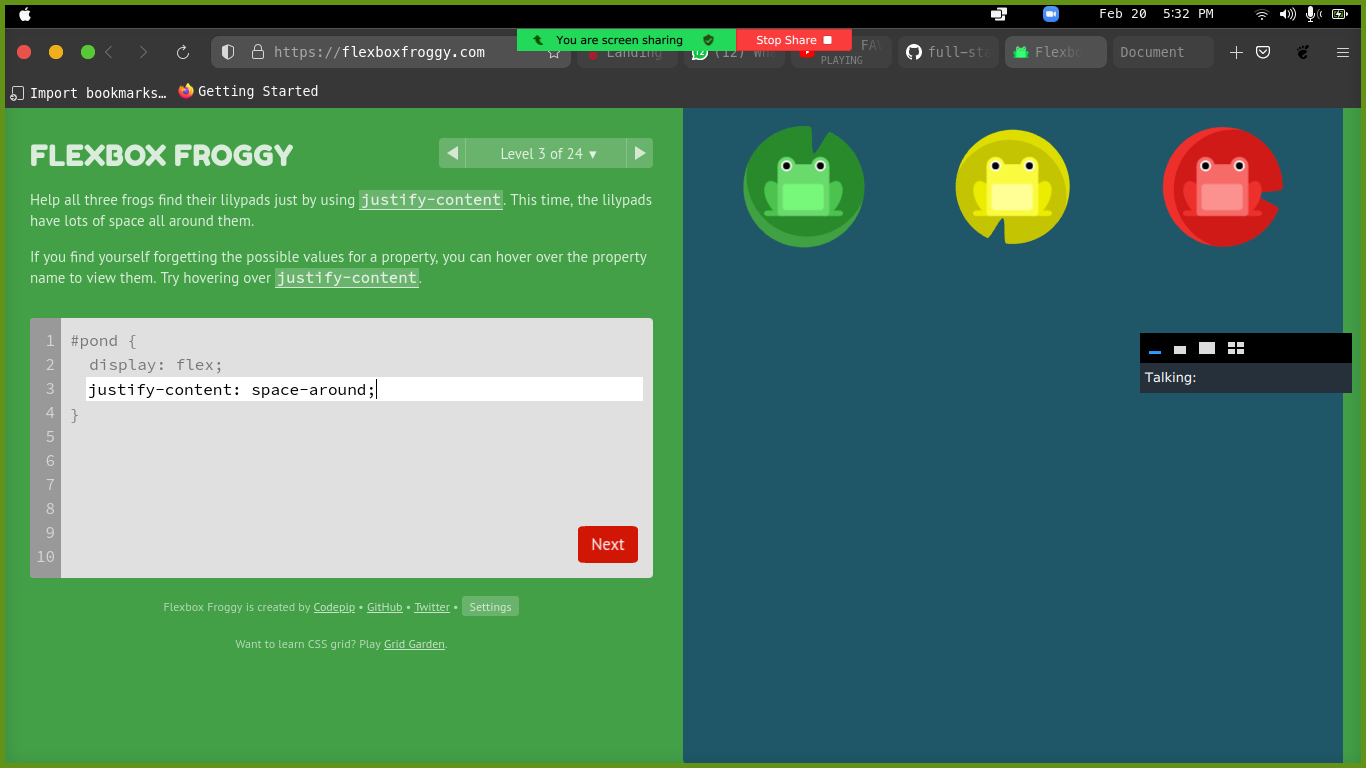 Feb 20 5:32 PM
You are screen sharing Stop Share
https://flexboxfroggy.com Landing (12) Wh PLAYING full-st Flexb Document
Import bookmarks… Getting Started
FLEXBOX FROGGY
Level 3 of 24 ▼
Help all three frogs find their lilypads just by using justify-content. This time, the lilypads
have lots of space all around them.
If you find yourself forgetting the possible values for a property, you can hover over the property
name to view them. Try hovering over justify-content.
1 #pond {
2 display: flex;
3 justify-content: space-around;
4 }
5
6
7
8
9
10
Next
Flexbox Froggy is created by Codepip • GitHub • Twitter • Settings
Want to learn CSS grid? Play Grid Garden.
Talking: